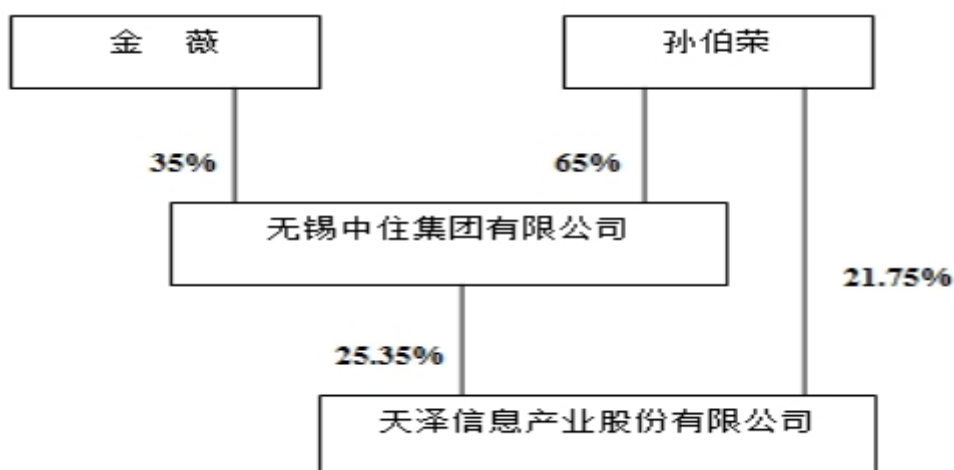 金 薇
孙伯荣
35%
65%
无锡中住集团有限公司
21.75%
25.35%
天泽信息产业股份有限公司